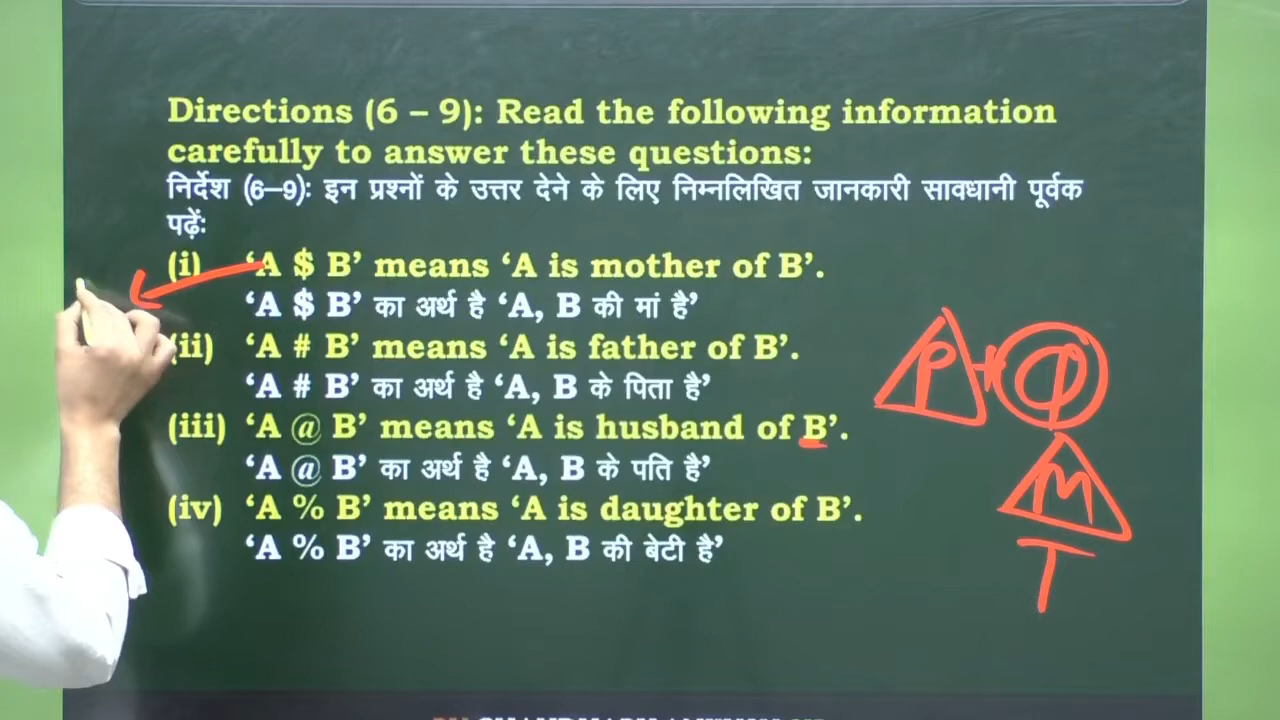 Directions (6 – 9): Read the following information
carefully to answer these questions:
निर्देश (6–9): इन प्रश्नों के उत्तर देने के लिए निम्नलिखित जानकारी सावधानी पूर्वक
पढ़ें:
(i) ‘A $ B’ means ‘A is mother of B’.
‘A $ B’ का अर्थ है ‘A, B की मां है’
(ii) ‘A # B’ means ‘A is father of B’.
‘A # B’ का अर्थ है ‘A, B के पिता है’
(iii) ‘A @ B’ means ‘A is husband of B’.
‘A @ B’ का अर्थ है ‘A, B के पति है’
(iv) ‘A % B’ means ‘A is daughter of B’.
‘A % B’ का अर्थ है ‘A, B की बेटी है’
P
M
T